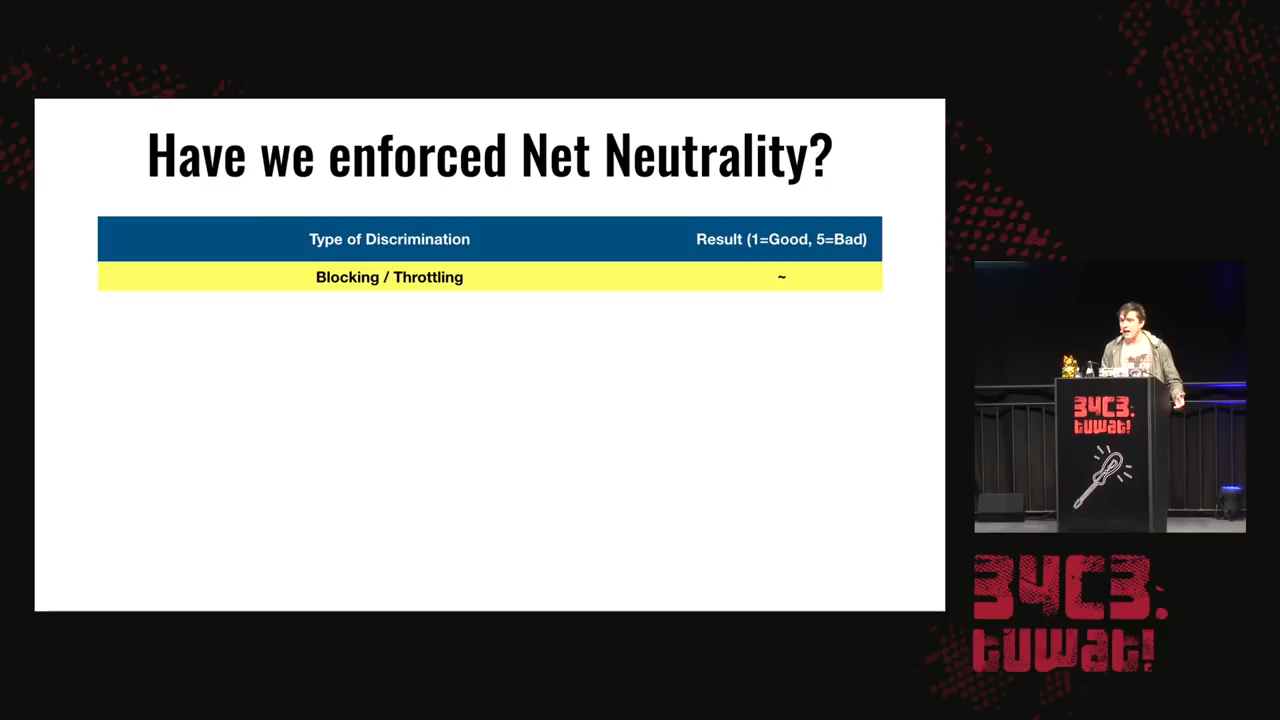 Have we enforced Net Neutrality?
Type of Discrimination Result (1=Good, 5=Bad)
Blocking / Throttling ~
34C3.
tuwat!
34C3.
tuwat!